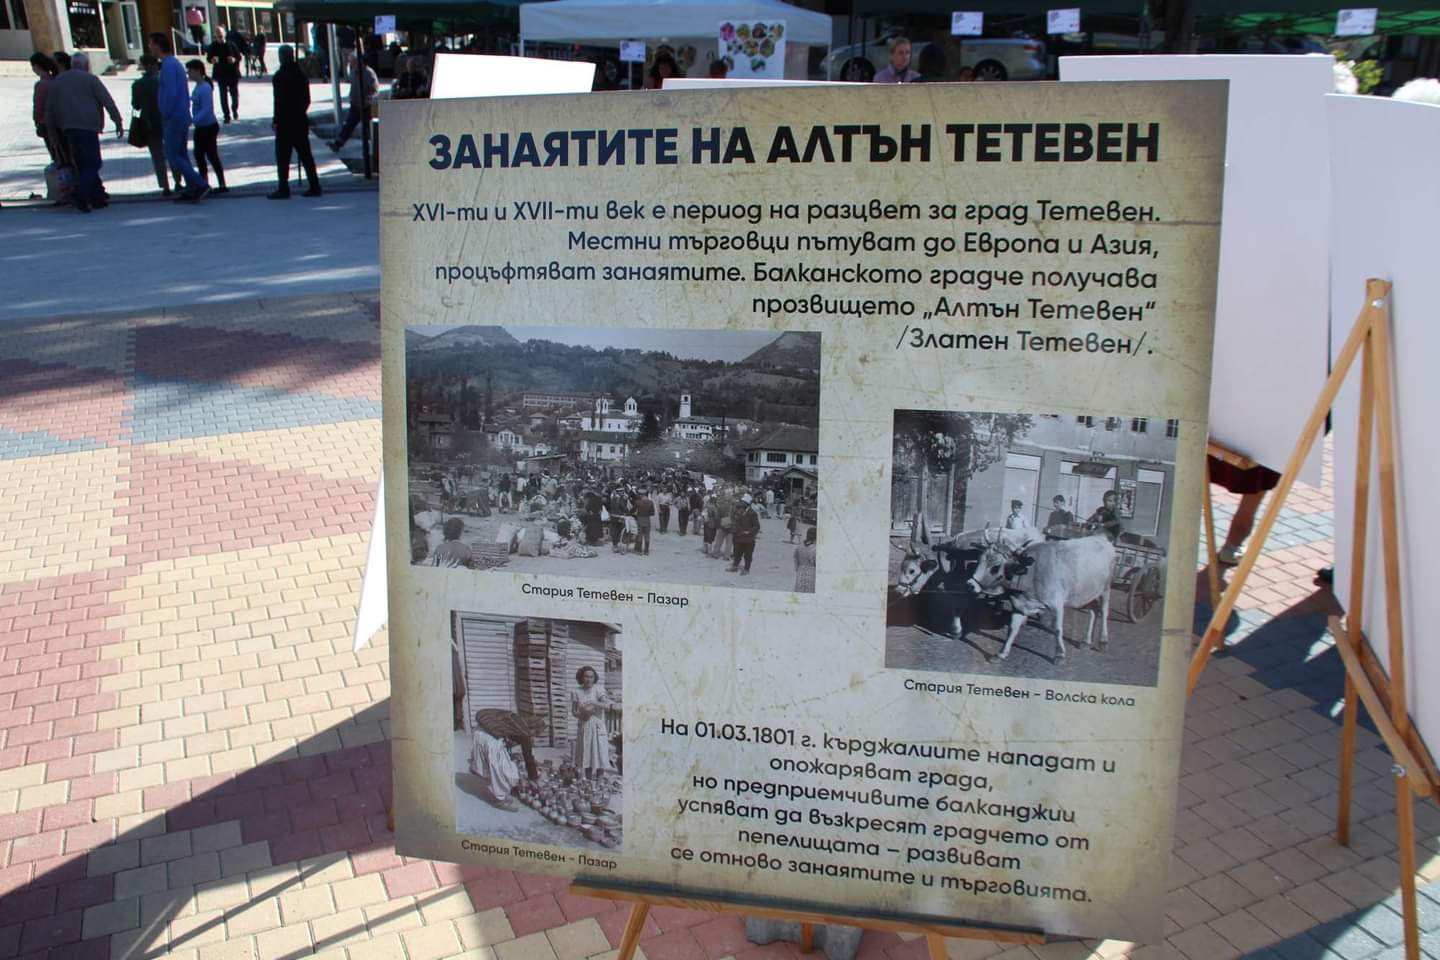 ЗАНАЯТИТЕ НА АЛТЪН ТЕТЕВЕН
XVI-ти и XVII-ти век е период на разцвет за град Тетевен.
Местни търговци пътуват до Европа и Азия,
процъфтяват занаятите. Балканското градче получава
прозвището „Алтън Тетевен“
/Златен Тетевен/.
Стария Тетевен - Пазар
Стария Тетевен - Волска кола
Стария Тетевен - Пазар
На 01.03.1801 г. кърджалиите нападат и
опожаряват града,
но предприемчивите балканджии
успяват да възкресят градчето от
пепелищата – развиват
се отново занаятите и търговията.